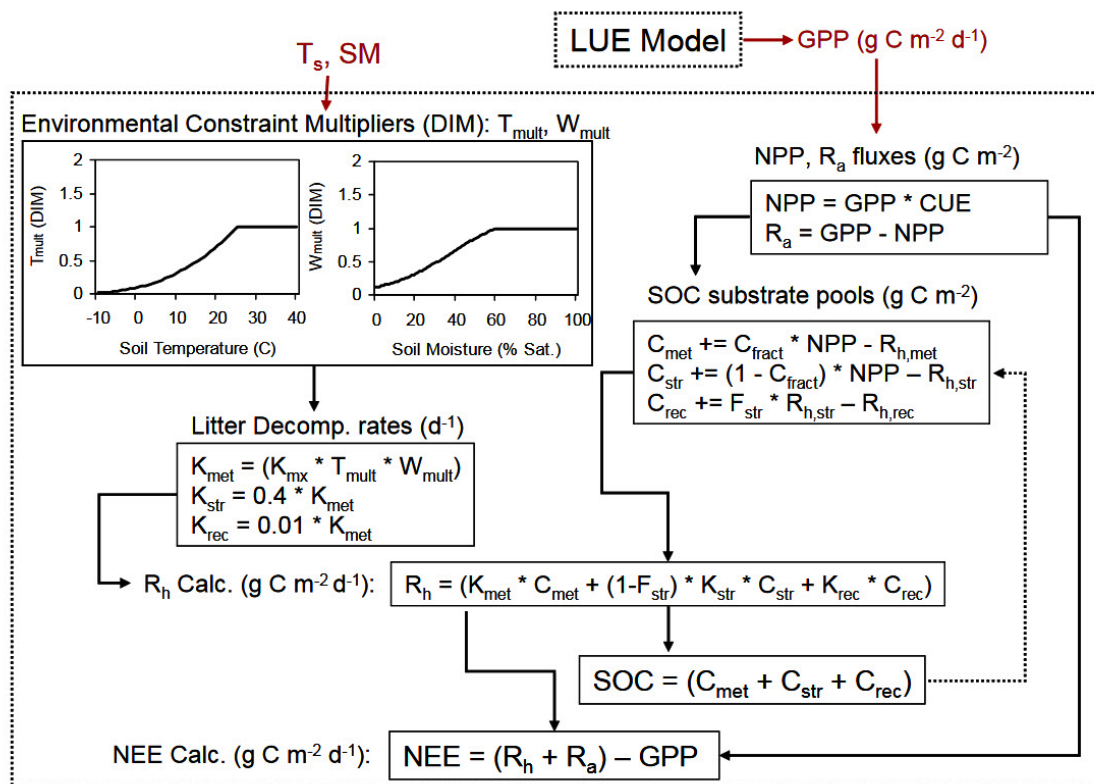 LUE Model
GPP (g C m-2 d-1)
Ts, SM
Environmental Constraint Multipliers (DIM): Tmult, Wmult
2
1.5
1
0.5
0
Tmult (DIM)
-10 0 10 20 30 40
Soil Temperature (C)
2
1.5
1
0.5
0
Wmult (DIM)
0 20 40 60 80 100
Soil Moisture (% Sat.)
NPP, Ra fluxes (g C m-2)
NPP = GPP * CUE
Ra = GPP - NPP
SOC substrate pools (g C m-2)
Cmet += Cfract * NPP - Rh,met
Cstr += (1 - Cfract) * NPP – Rh,str
Crec += Fstr * Rh,str – Rh,rec
Litter Decomp. rates (d-1)
Kmet = (Kmx * Tmult * Wmult)
Kstr = 0.4 * Kmet
Krec = 0.01 * Kmet
Rh Calc. (g C m-2 d-1):
Rh = (Kmet * Cmet + (1-Fstr) * Kstr * Cstr + Krec * Crec)
SOC = (Cmet + Cstr + Crec)
NEE Calc. (g C m-2 d-1):
NEE = (Rh + Ra) – GPP